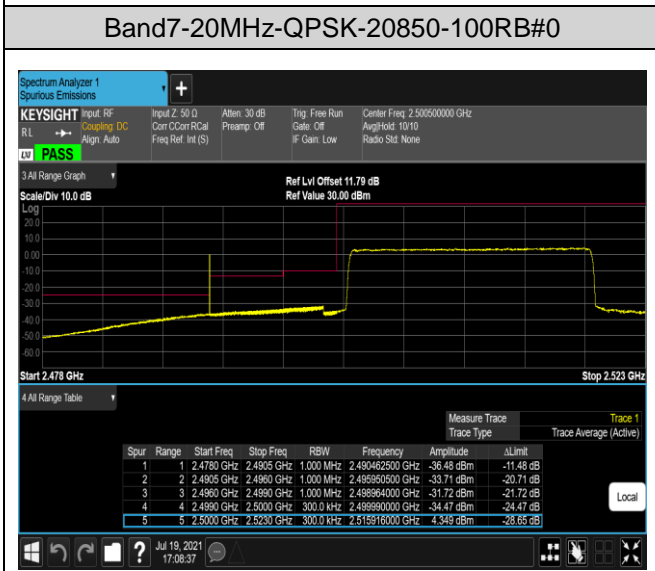 Band7-20MHz-QPSK-20850-100RB#0
Spectrum Analyzer 1
Spurious Emissions
KEYSIGHT Input: RF Input Z: 50 Ω Atten: 30 dB Trig: Free Run Center Freq: 2.500500000 GHz
RL Coupling: DC Corr CCorr RCal Preamp: Off Gate: Off Avg|Hold: 10/10
Align: Auto Freq Ref: Int (S) IF Gain: Low Radio Std: None
LXI PASS
3 All Range Graph
Ref Lvl Offset 11.79 dB
Scale/Div 10.0 dB Ref Value 30.00 dBm
Log
20.0
10.0
0.00
-10.0
-20.0
-30.0
-40.0
-50.0
-60.0
Start 2.478 GHz Stop 2.523 GHz
4 All Range Table
Measure Trace Trace 1
Trace Type Trace Average (Active)
Spur Range Start Freq Stop Freq RBW Frequency Amplitude ΔLimit
1 1 2.4780 GHz 2.4905 GHz 1.000 MHz 2.490462500 GHz -36.48 dBm -11.48 dB
2 2 2.4905 GHz 2.4960 GHz 1.000 MHz 2.495950500 GHz -33.71 dBm -20.71 dB
3 3 2.4960 GHz 2.4990 GHz 1.000 MHz 2.498964000 GHz -31.72 dBm -21.72 dB
4 4 2.4990 GHz 2.5000 GHz 300.0 kHz 2.499990000 GHz -34.47 dBm -24.47 dB
5 5 2.5000 GHz 2.5230 GHz 300.0 kHz 2.515916000 GHz 4.349 dBm -28.65 dB
Local
Jul 19, 2021
17:08:37